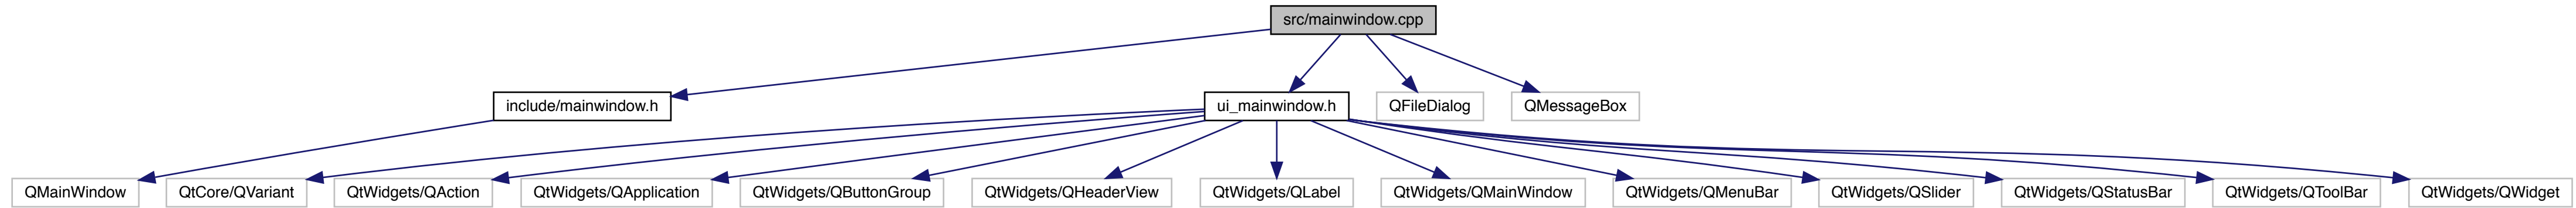 src/mainwindow.cpp
include/mainwindow.h
ui_mainwindow.h
QFileDialog
QMessageBox
QMainWindow
QtCore/QVariant
QtWidgets/QAction
QtWidgets/QApplication
QtWidgets/QButtonGroup
QtWidgets/QHeaderView
QtWidgets/QLabel
QtWidgets/QMainWindow
QtWidgets/QMenuBar
QtWidgets/QSlider
QtWidgets/QStatusBar
QtWidgets/QToolBar
QtWidgets/QWidget